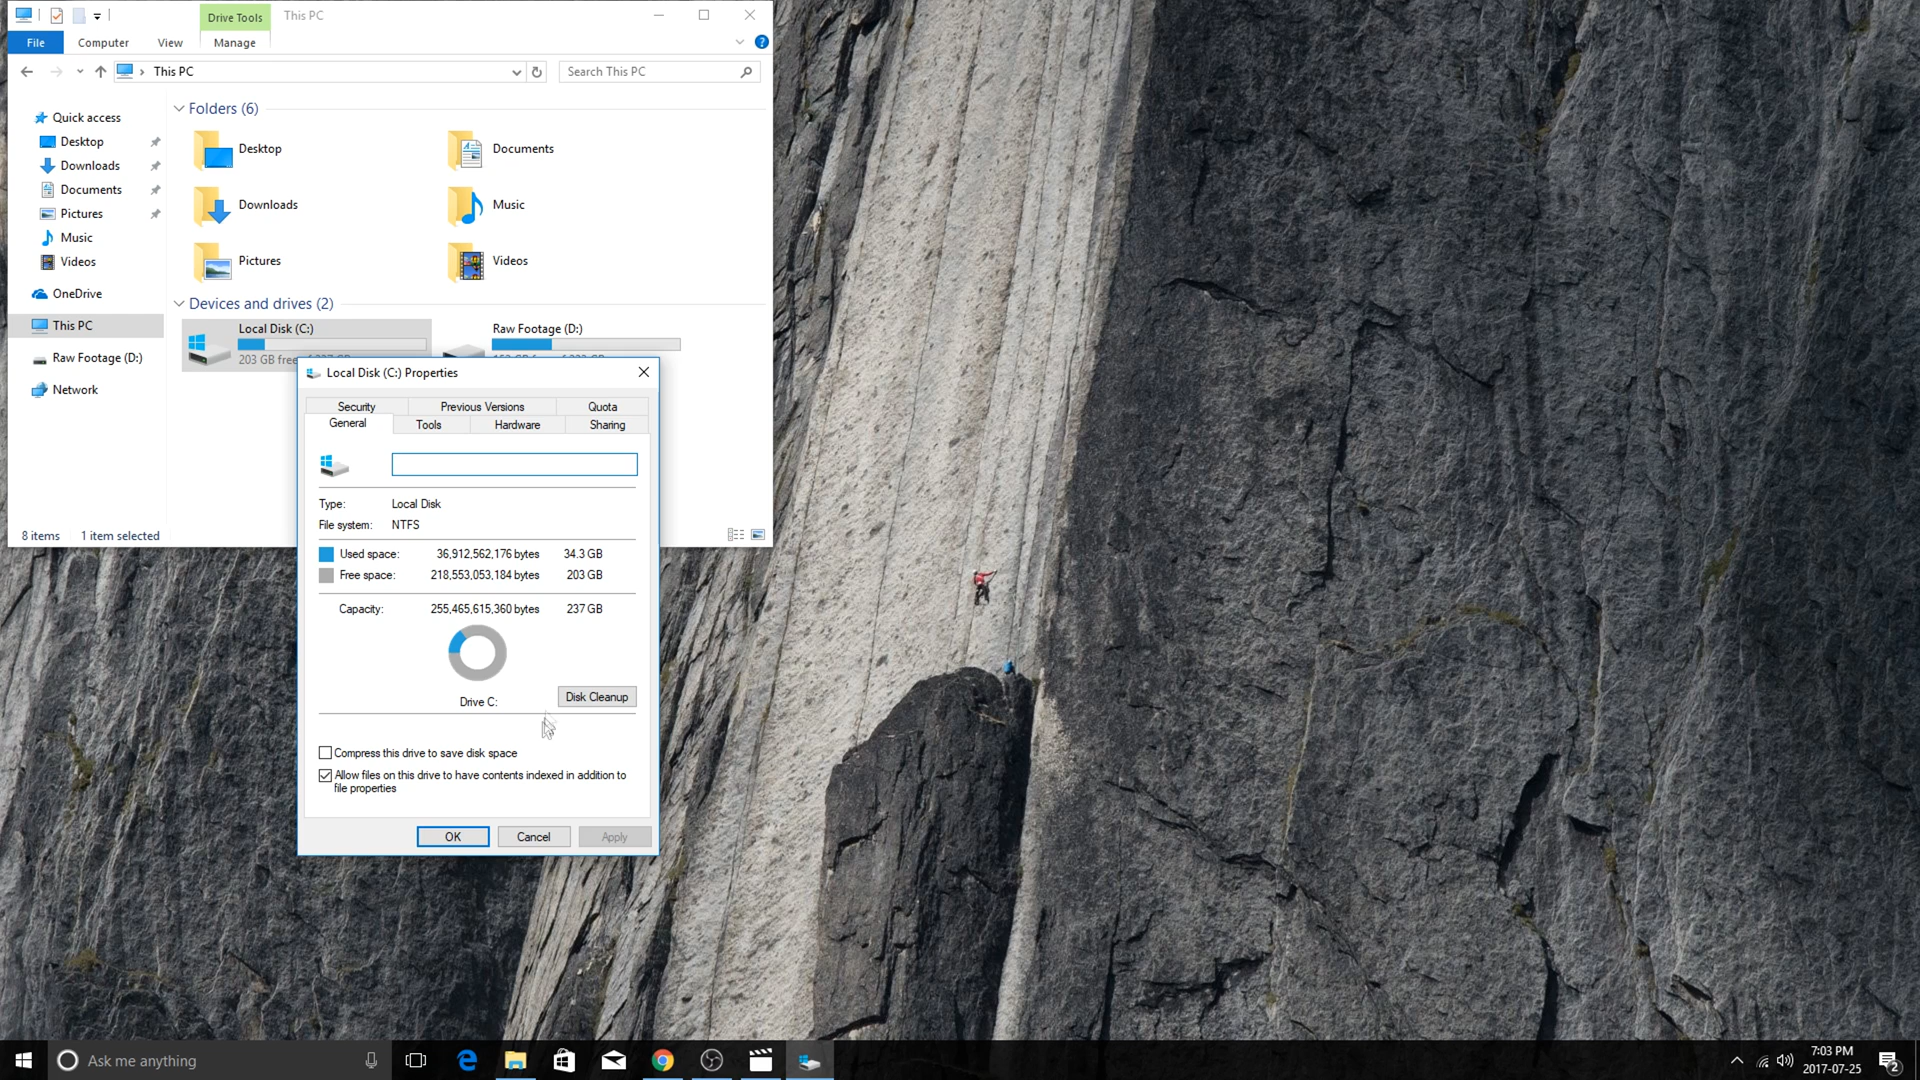 Drive Tools
This PC
File
Computer
View
Manage
This PC
Search This PC
Quick access
Desktop
Downloads
Documents
Pictures
Music
Videos
OneDrive
This PC
Raw Footage (D:)
Network
Folders (6)
Desktop
Documents
Downloads
Music
Pictures
Videos
Devices and drives (2)
Local Disk (C:)
203 GB free
Raw Footage (D:)
8 items
1 item selected
Local Disk (C:) Properties
Security
Previous Versions
Quota
General
Tools
Hardware
Sharing
Type: Local Disk
File system: NTFS
Used space: 36,912,562,176 bytes 34.3 GB
Free space: 218,553,053,184 bytes 203 GB
Capacity: 255,465,615,360 bytes 237 GB
Drive C:
Disk Cleanup
Compress this drive to save disk space
Allow files on this drive to have contents indexed in addition to
file properties
OK
Cancel
Apply
Ask me anything
7:03 PM
2017-07-25
2